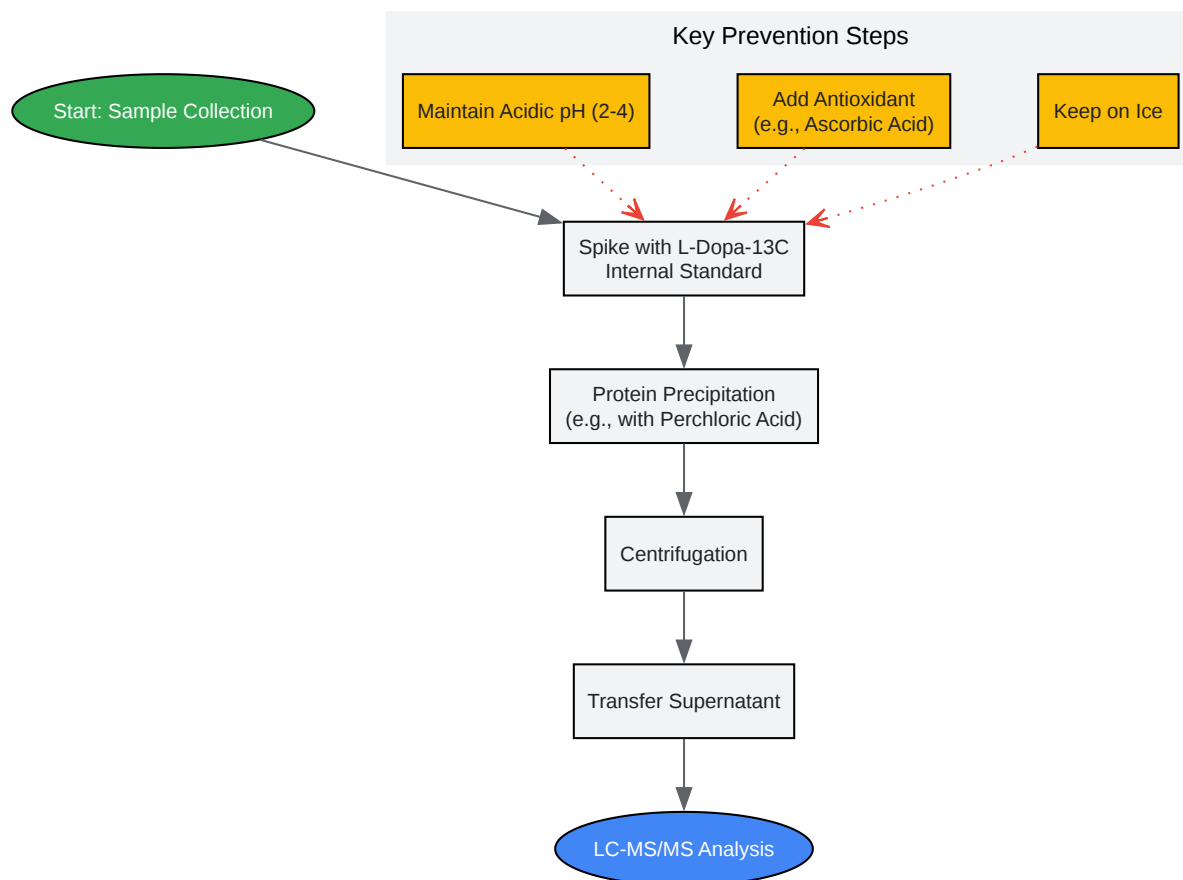 Key Prevention Steps
Start: Sample Collection
Maintain Acidic pH (2-4)
Add Antioxidant
(e.g., Ascorbic Acid)
Keep on Ice
Spike with L-Dopa-13C
Internal Standard
Protein Precipitation
(e.g., with Perchloric Acid)
Centrifugation
Transfer Supernatant
LC-MS/MS Analysis